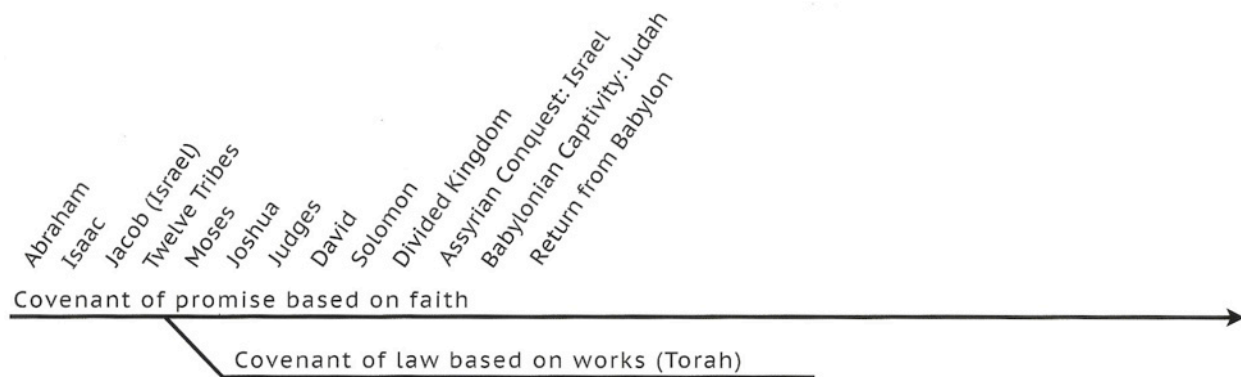 Abraham
Isaac
Jacob (Israel)
Twelve Tribes
Moses
Joshua
Judges
David
Solomon
Divided Kingdom
Assyrian Conquest: Israel
Babylonian Captivity: Judah
Return from Babylon
Covenant of promise based on faith
Covenant of law based on works (Torah)